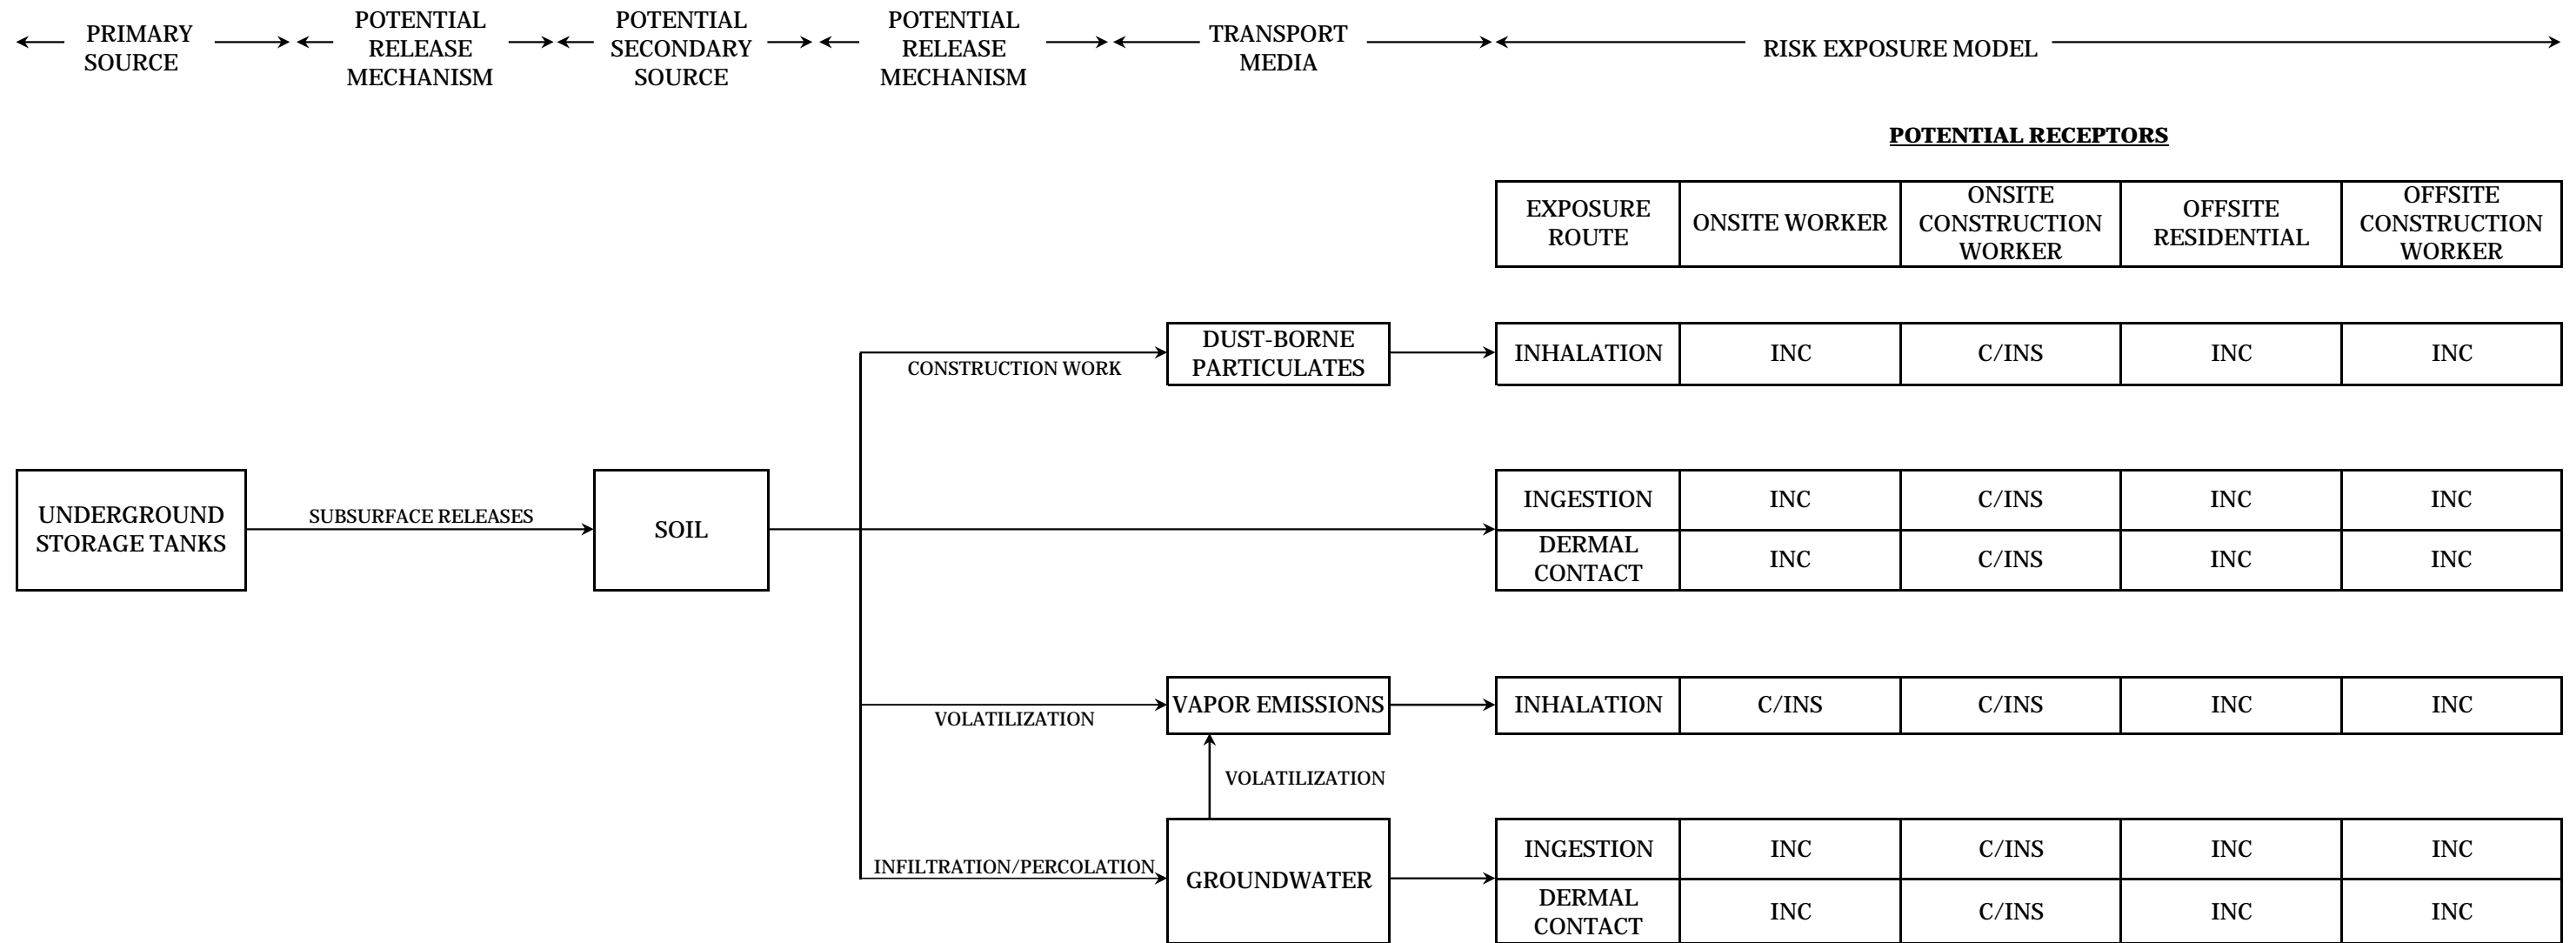 PRIMARY
SOURCE
POTENTIAL
RELEASE
MECHANISM
POTENTIAL
SECONDARY
SOURCE
POTENTIAL
RELEASE
MECHANISM
TRANSPORT
MEDIA
RISK EXPOSURE MODEL
POTENTIAL RECEPTORS
EXPOSURE
ROUTE
ONSITE WORKER
ONSITE
CONSTRUCTION
WORKER
OFFSITE
RESIDENTIAL
OFFSITE
CONSTRUCTION
WORKER
CONSTRUCTION WORK
DUST-BORNE
PARTICULATES
INHALATION
INC
C/INS
INC
INC
UNDERGROUND
STORAGE TANKS
SUBSURFACE RELEASES
SOIL
INGESTION
INC
C/INS
INC
INC
DERMAL
CONTACT
INC
C/INS
INC
INC
VOLATILIZATION
VAPOR EMISSIONS
INHALATION
C/INS
C/INS
INC
INC
VOLATILIZATION
INFILTRATION/PERCOLATION
GROUNDWATER
INGESTION
INC
C/INS
INC
INC
DERMAL
CONTACT
INC
C/INS
INC
INC